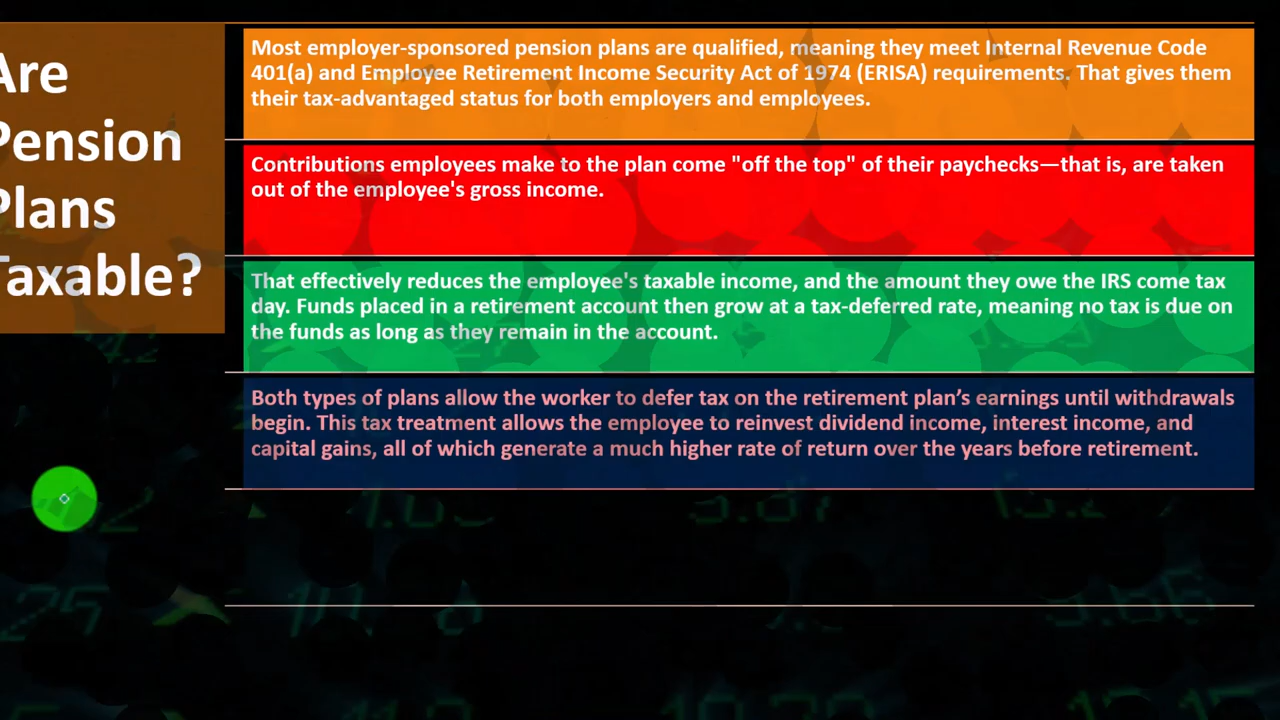 Are
Pension
Plans
Taxable?
Most employer-sponsored pension plans are qualified, meaning they meet Internal Revenue Code
401(a) and Employee Retirement Income Security Act of 1974 (ERISA) requirements. That gives them
their tax-advantaged status for both employers and employees.
Contributions employees make to the plan come "off the top" of their paychecks—that is, are taken
out of the employee's gross income.
That effectively reduces the employee's taxable income, and the amount they owe the IRS come tax
day. Funds placed in a retirement account then grow at a tax-deferred rate, meaning no tax is due on
the funds as long as they remain in the account.
Both types of plans allow the worker to defer tax on the retirement plan’s earnings until withdrawals
begin. This tax treatment allows the employee to reinvest dividend income, interest income, and
capital gains, all of which generate a much higher rate of return over the years before retirement.